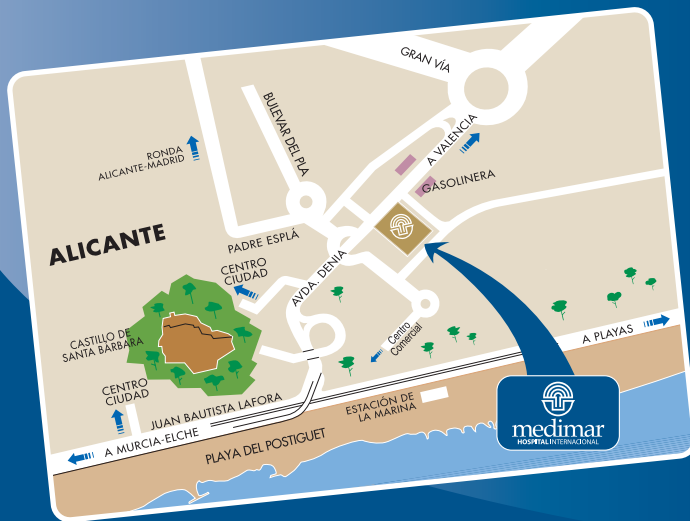 GRAN VÍA
BULEVAR DEL PLA
A VALENCIA
RONDA
ALICANTE-MADRID
GASOLINERA
ALICANTE
PADRE ESPLÁ
CENTRO
CIUDAD
AVDA. DENIA
CASTILLO DE
SANTA BÁRBARA
Centro
Comercial
A PLAYAS
CENTRO
CIUDAD
JUAN BAUTISTA LAFORA
ESTACIÓN DE
LA MARINA
A MURCIA-ELCHE
PLAYA DEL POSTIGUET
medimar
HOSPITAL INTERNACIONAL